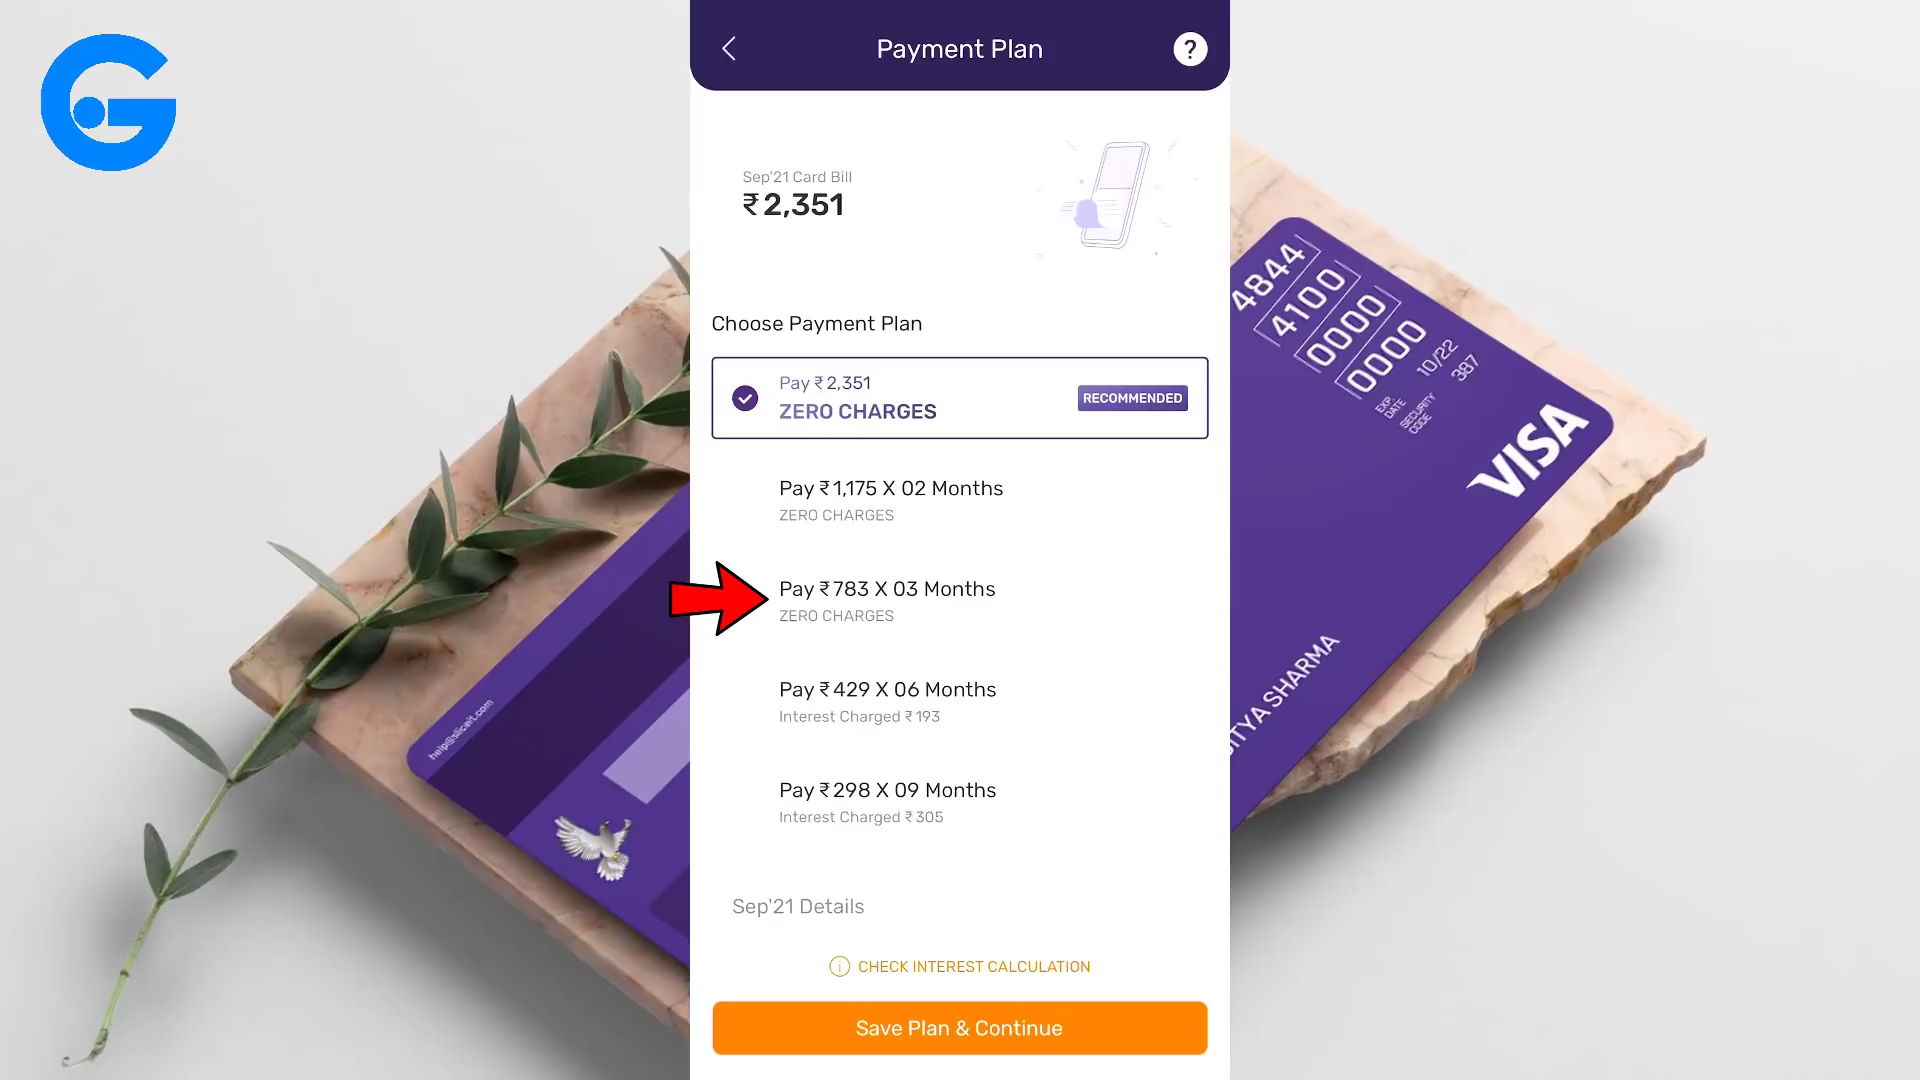 Payment Plan
?
Sep'21 Card Bill
₹2,351
Choose Payment Plan
Pay ₹2,351
ZERO CHARGES
RECOMMENDED
Pay ₹1,175 X 02 Months
ZERO CHARGES
Pay ₹783 X 03 Months
ZERO CHARGES
Pay ₹429 X 06 Months
Interest Charged ₹193
Pay ₹298 X 09 Months
Interest Charged ₹305
Sep'21 Details
CHECK INTEREST CALCULATION
Save Plan & Continue
G
help@sliceit.com
4844
4100
0000
0000
10/22
387
EXP.
DATE
SECURITY
CODE
VISA
ITYA SHARMA